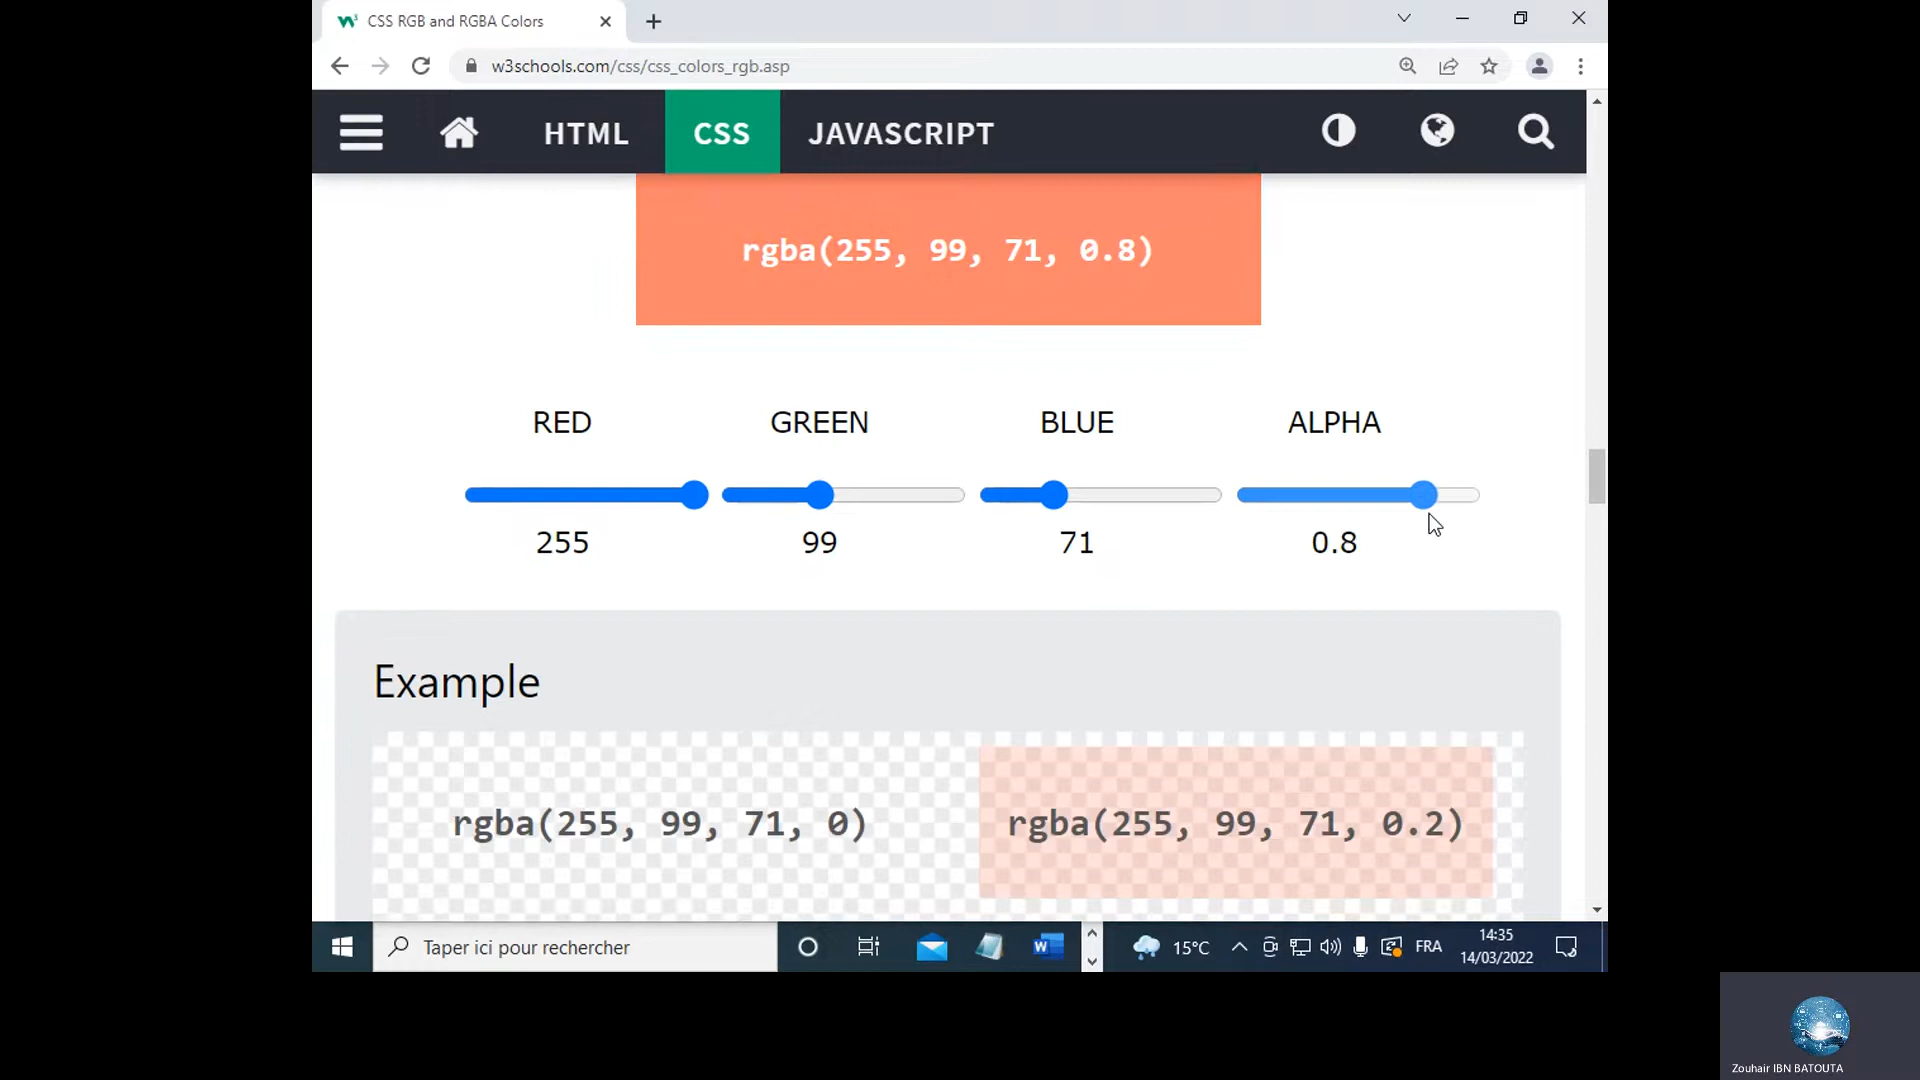 CSS RGB and RGBA Colors
w3schools.com/css/css_colors_rgb.asp
HTML CSS JAVASCRIPT
rgba(255, 99, 71, 0.8)
RED GREEN BLUE ALPHA
255 99 71 0.8
Example
rgba(255, 99, 71, 0) rgba(255, 99, 71, 0.2)
Taper ici pour rechercher
15°C
FRA
14:35
14/03/2022
Zouhair IBN BATOUTA